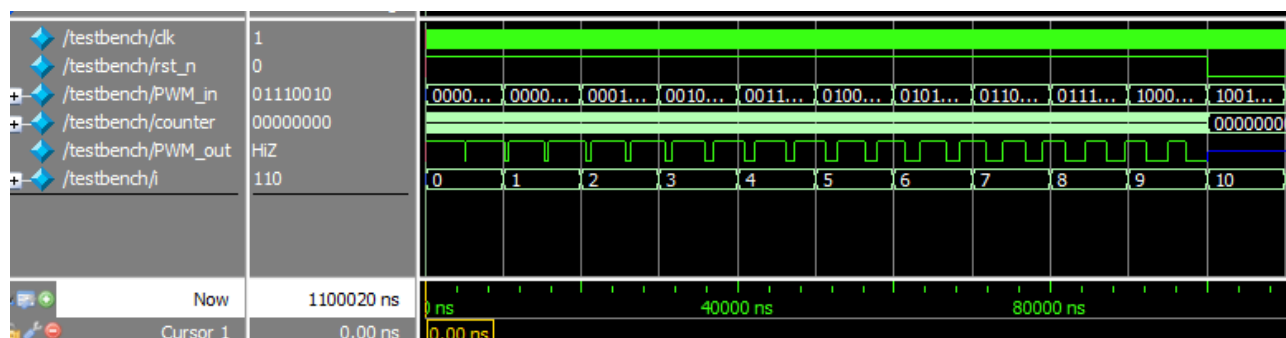 /testbench/clk 1
/testbench/rst_n 0
/testbench/PWM_in 01110010 0000... 0000... 0001... 0010... 0011... 0100... 0101... 0110... 0111... 1000... 1001...
/testbench/counter 00000000 0000000
/testbench/PWM_out HiZ
/testbench/i 110 0 1 2 3 4 5 6 7 8 9 10
Now 1100020 ns ns 40000 ns 80000 ns
Cursor 1 0.00 ns 0.00 ns